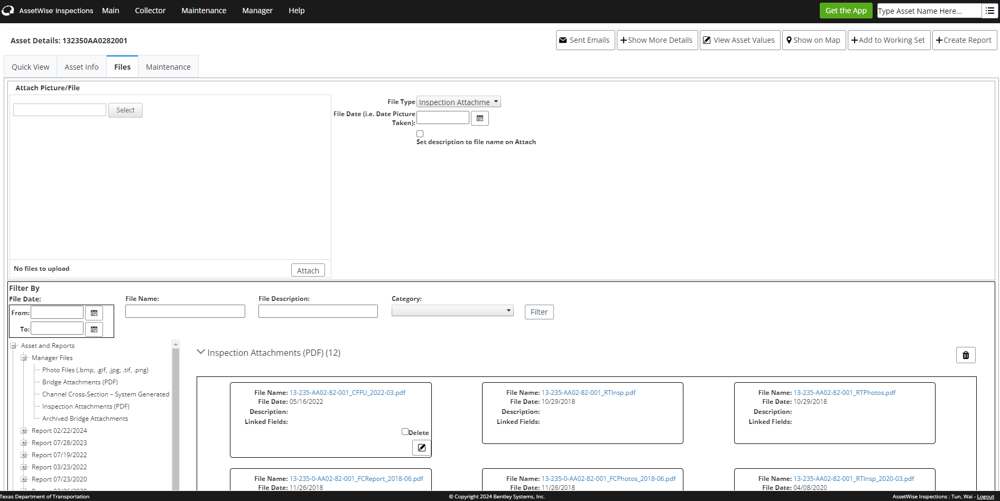 AssetWise Inspections Main Collector Maintenance Manager Help Get the App Type Asset Name Here...
Asset Details: 132350AA0282001
Sent Emails Show More Details View Asset Values Show on Map Add to Working Set Create Report
Quick View Asset Info Files Maintenance
Attach Picture/File
Select
File Type Inspection Attachme
File Date (i.e. Date Picture
Taken):
Set description to file name on Attach
No files to upload
Attach
Filter By
File Date:
File Name:
File Description:
Category:
From:
To:
Filter
Asset and Reports
Manager Files
Photo Files (.bmp, .gif, .jpg, .tif, .png)
Bridge Attachments (PDF)
Channel Cross-Section – System Generated
Inspection Attachments (PDF)
Archived Bridge Attachments
Report 02/22/2024
Report 07/28/2023
Report 07/19/2022
Report 03/23/2022
Report 07/23/2020
Inspection Attachments (PDF) (12)
File Name: 13-235-AA02-82-001_CFFU_2022-03.pdf
File Date: 05/16/2022
Description:
Linked Fields:
Delete
File Name: 13-235-AA02-82-001_RTInsp.pdf
File Date: 10/29/2018
Description:
Linked Fields:
File Name: 13-235-AA02-82-001_RTPhotos.pdf
File Date: 10/29/2018
Description:
Linked Fields:
File Name: 13-235-0-AA02-82-001_FCReport_2018-06.pdf
File Date: 11/26/2018
File Name: 13-235-0-AA02-82-001_FCPhotos_2018-06.pdf
File Date: 11/26/2018
File Name: 13-235-AA02-82-001_RTInsp_2020-03.pdf
File Date: 04/08/2020
Texas Department of Transportation
© Copyright 2024 Bentley Systems, Inc.
AssetWise Inspections : Tun, Wai - Logout